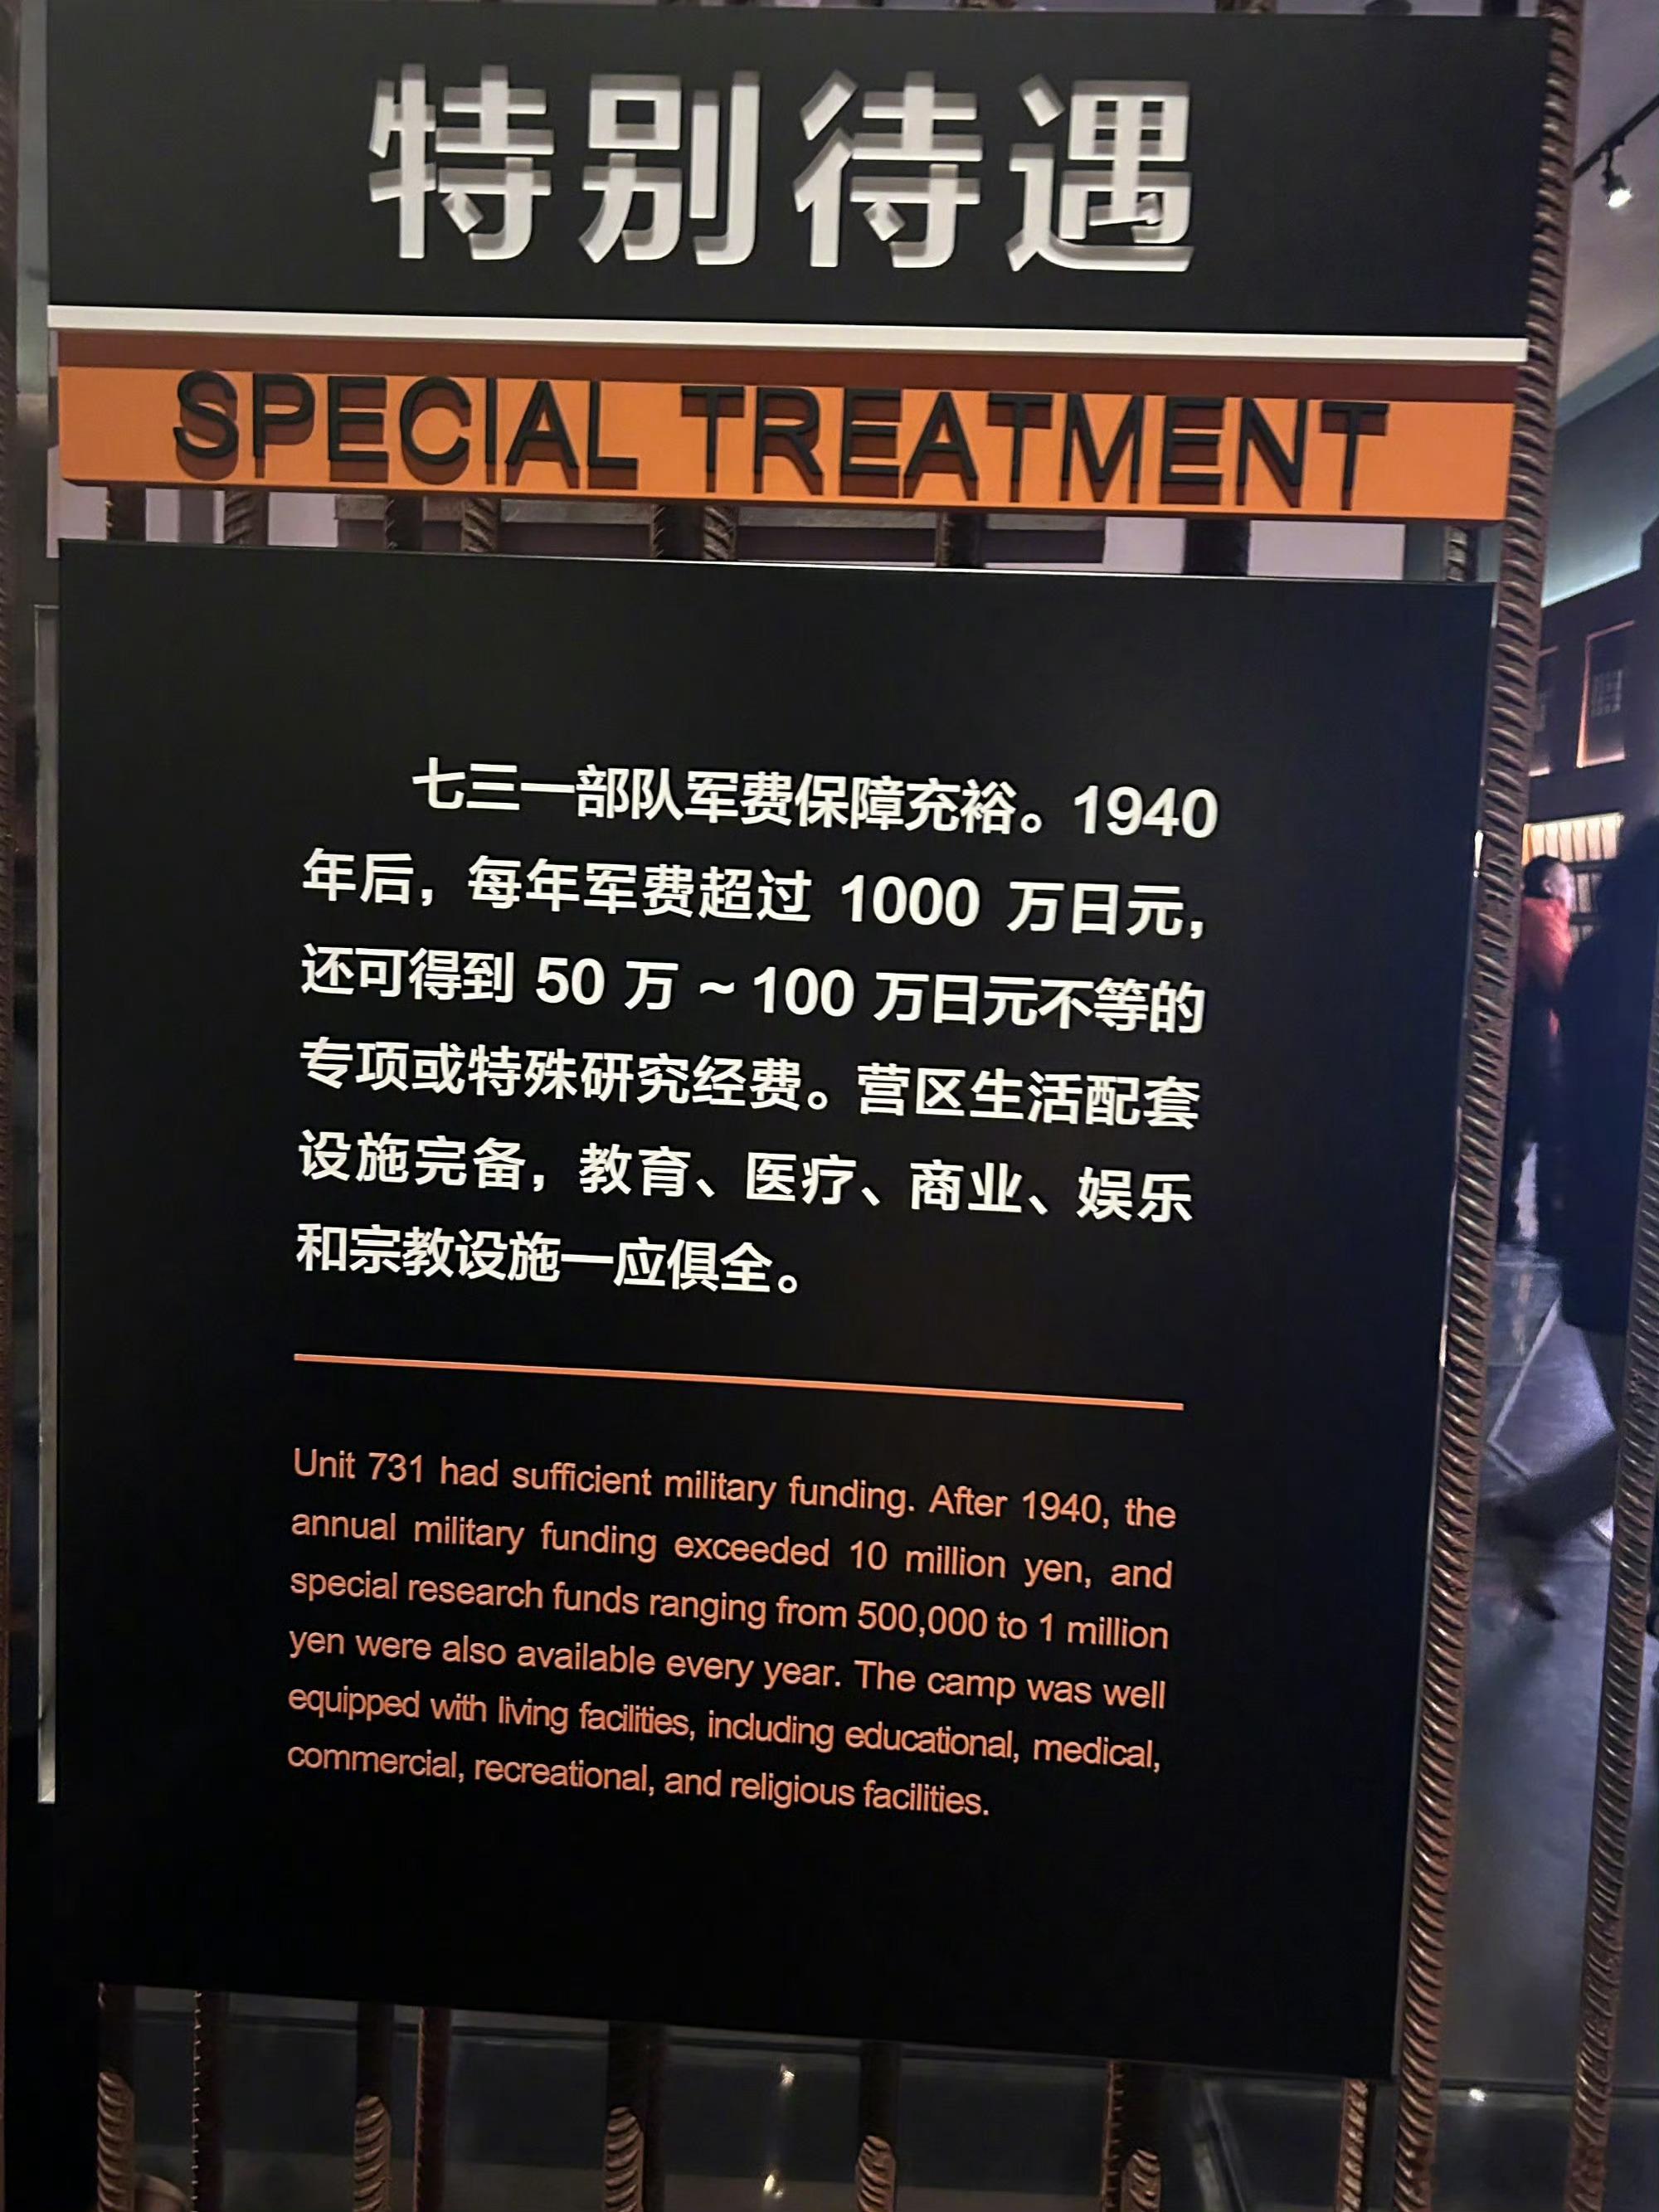 特别待遇
SPECIAL TREATMENT
七三一部队军费保障充裕。1940
年后，每年军费超过 1000 万日元，
还可得到 50 万 ~ 100 万日元不等的
专项或特殊研究经费。营区生活配套
设施完备，教育、医疗、商业、娱乐
和宗教设施一应俱全。
Unit 731 had sufficient military funding. After 1940, the
annual military funding exceeded 10 million yen, and
special research funds ranging from 500,000 to 1 million
yen were also available every year. The camp was well
equipped with living facilities, including educational, medical,
commercial, recreational, and religious facilities.